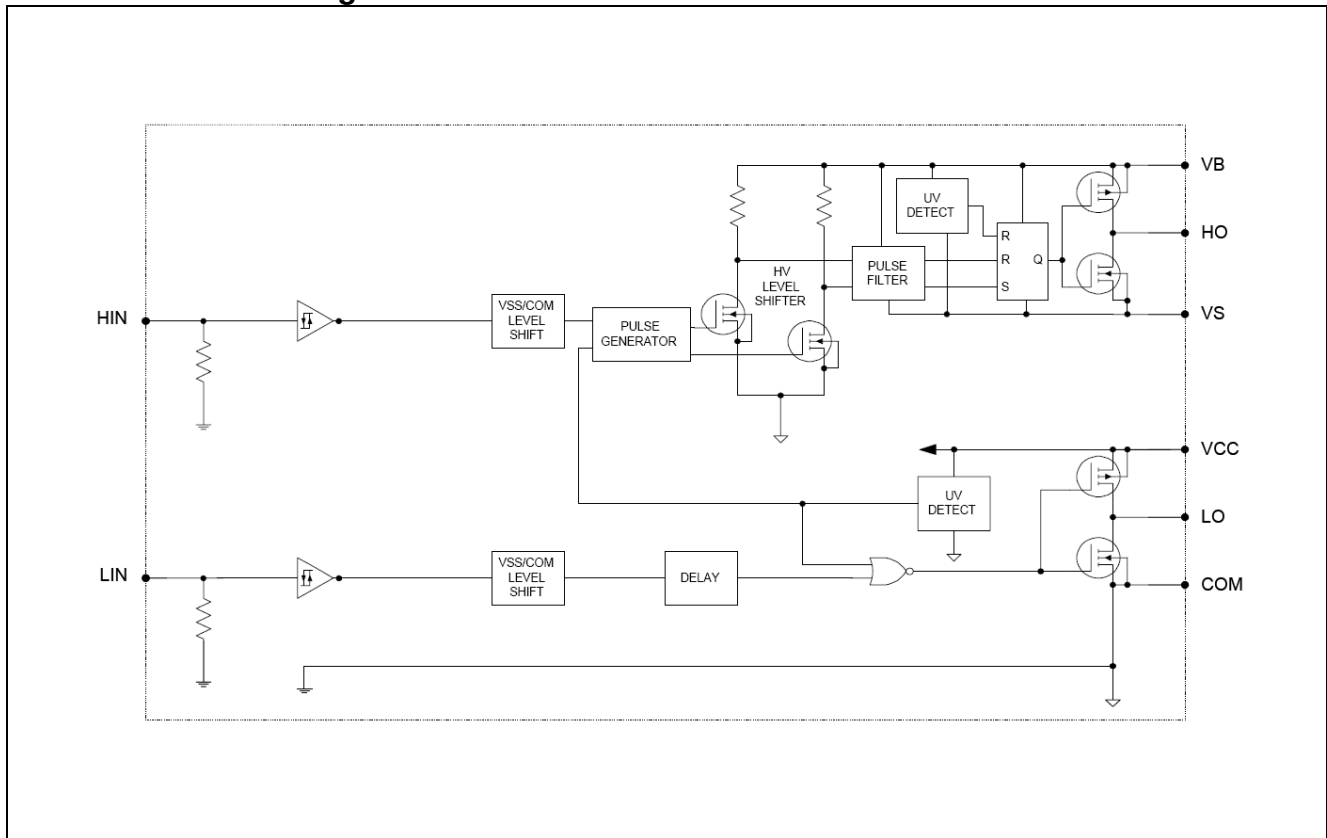 g
VB
UV
DETECT
HO
R
R
Q
S
PULSE
FILTER
HV
LEVEL
SHIFTER
VS
HIN
VSS/COM
LEVEL
SHIFT
PULSE
GENERATOR
VCC
UV
DETECT
LO
LIN
VSS/COM
LEVEL
SHIFT
DELAY
COM